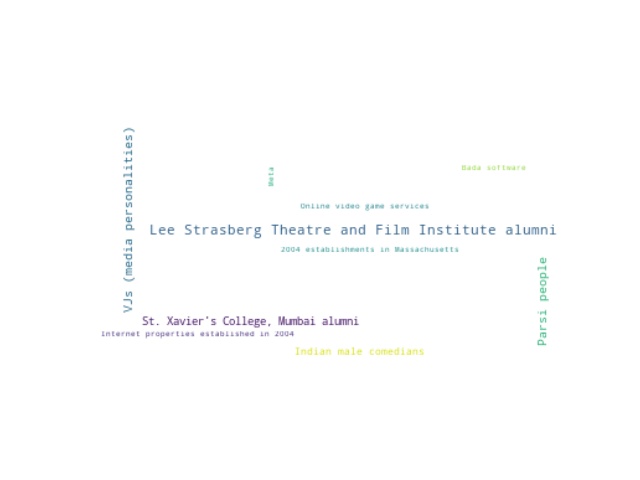 VJs (media personalities)
Meta
Bada software
Online video game services
Lee Strasberg Theatre and Film Institute alumni
2004 establishments in Massachusetts
Parsi people
St. Xavier's College, Mumbai alumni
Internet properties established in 2004
Indian male comedians